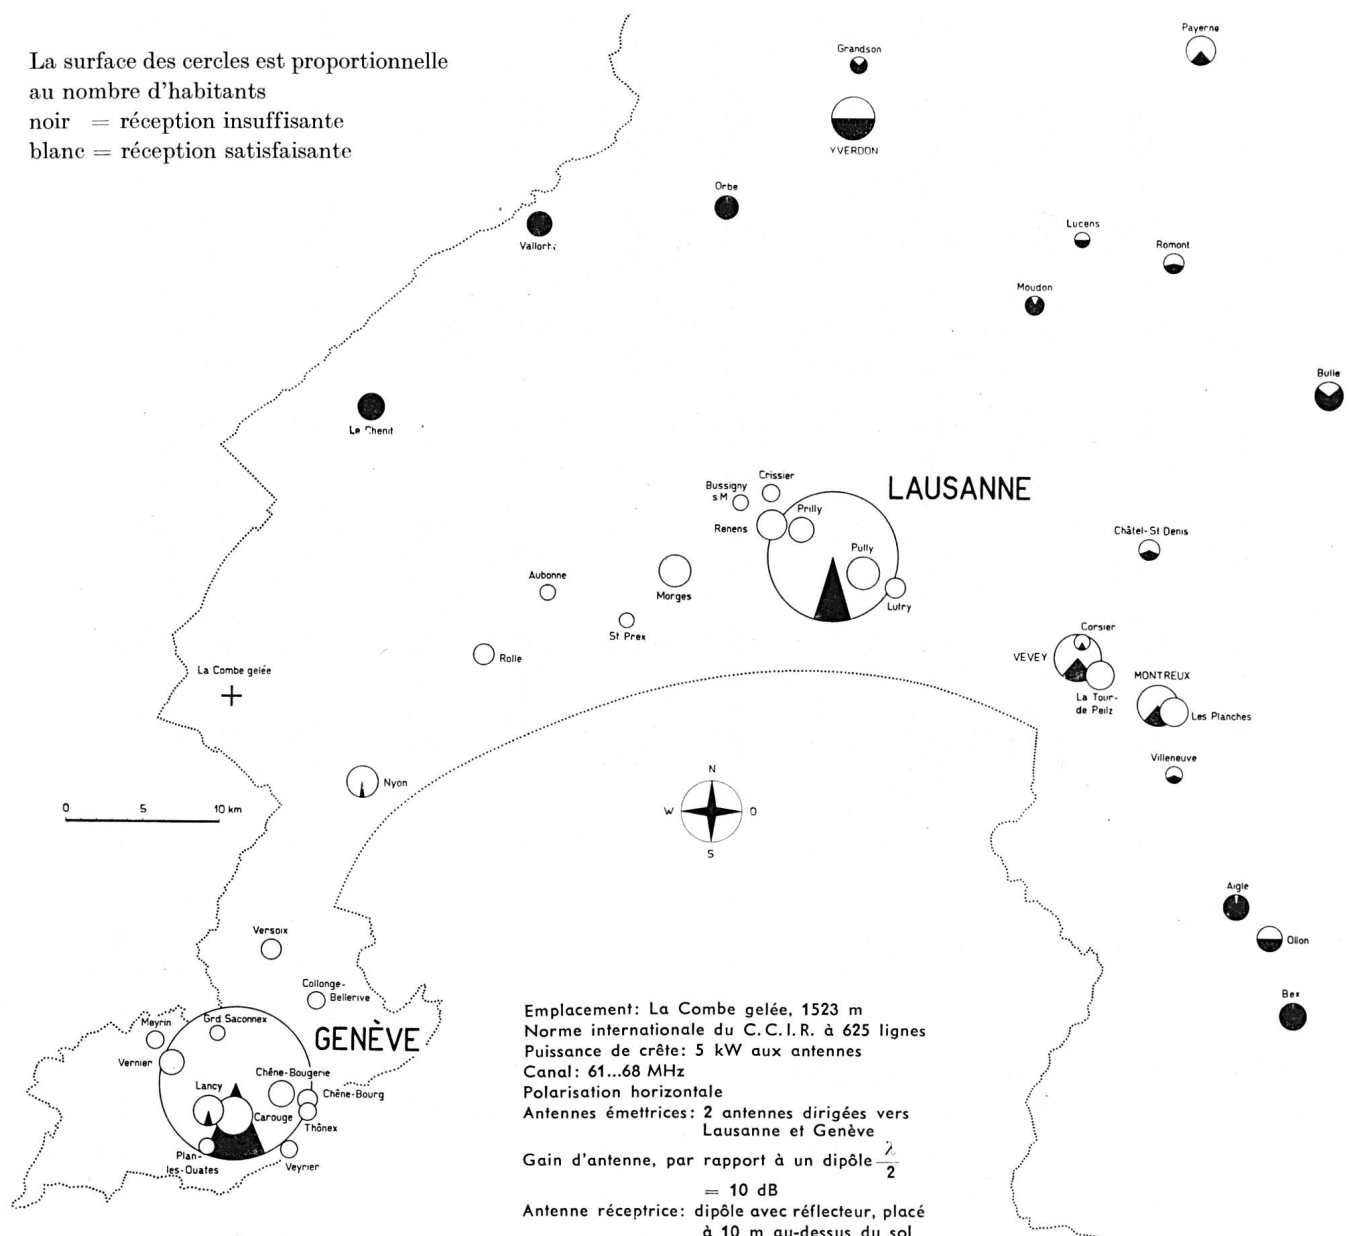 La surface des cercles est proportionnelle
au nombre d'habitants
noir = réception insuffisante
blanc = réception satisfaisante
Payerne
Grandson
YVERDON
Orbe
Lucens
Romont
Moudon
Bulle
LAUSANNE
Crissier
Bussigny
s.M
Prilly
Renens
Pully
Lutry
Châtel-St Denis
Aubonne
Morges
St. Prex
Rolle
Corsier
VEVEY
La Tour-
de Peilz
MONTREUX
Les Planches
La Combe gelée
Villeneuve
Nyon
0 5 10 km
N
W O
S
Aigle
Ollon
Bex
Versoix
Collonge-
Bellerive
GENÈVE
Meyrin
Grd. Saconnex
Vernier
Lancy
Chêne-Bougerie
Chêne-Bourg
Carouge
Thônex
Plan-
les-Ouates
Veyrier
Emplacement: La Combe gelée, 1523 m
Norme internationale du C.C.I.R. à 625 lignes
Puissance de crête: 5 kW aux antennes
Canal: 61...68 MHz
Polarisation horizontale
Antennes émettrices: 2 antennes dirigées vers
Lausanne et Genève
Gain d'antenne, par rapport à un dipôle λ/2
= 10 dB
Antenne réceptrice: dipôle avec réflecteur, placé
à 10 m au-dessus du sol